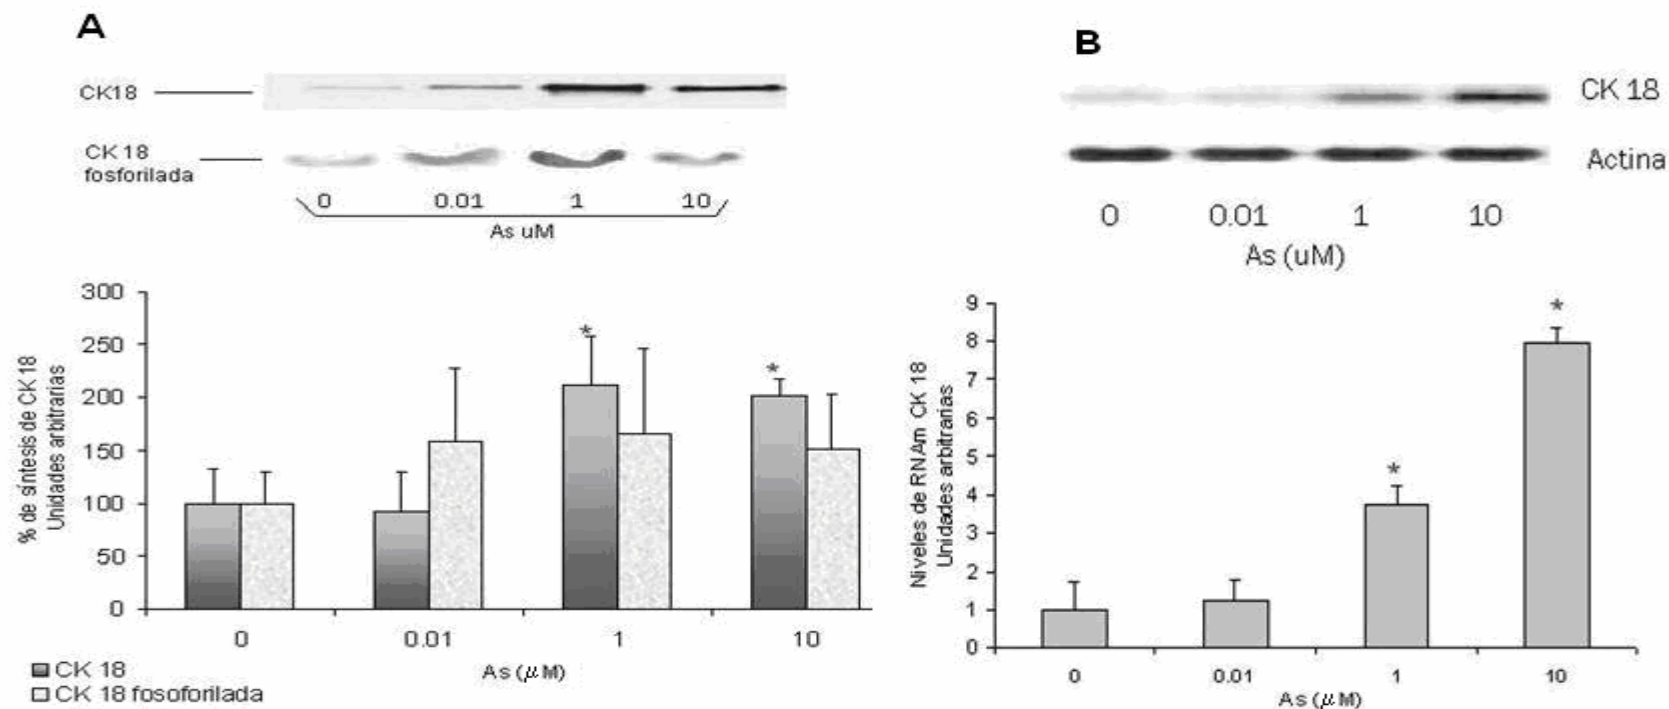 A
CK18
CK 18
fosforilada
0 0.01 1 10
As uM
% de síntesis de CK 18
Unidades arbitrarias
300
250
200
150
100
50
0
* *
0 0.01 1 10
As (μM)
CK 18
CK 18 fosoforilada
B
CK 18
Actina
0 0.01 1 10
As (uM)
Niveles de RNAm CK 18
Unidades arbitrarias
9
8
7
6
5
4
3
2
1
0
* *
0 0.01 1 10
As (μM)